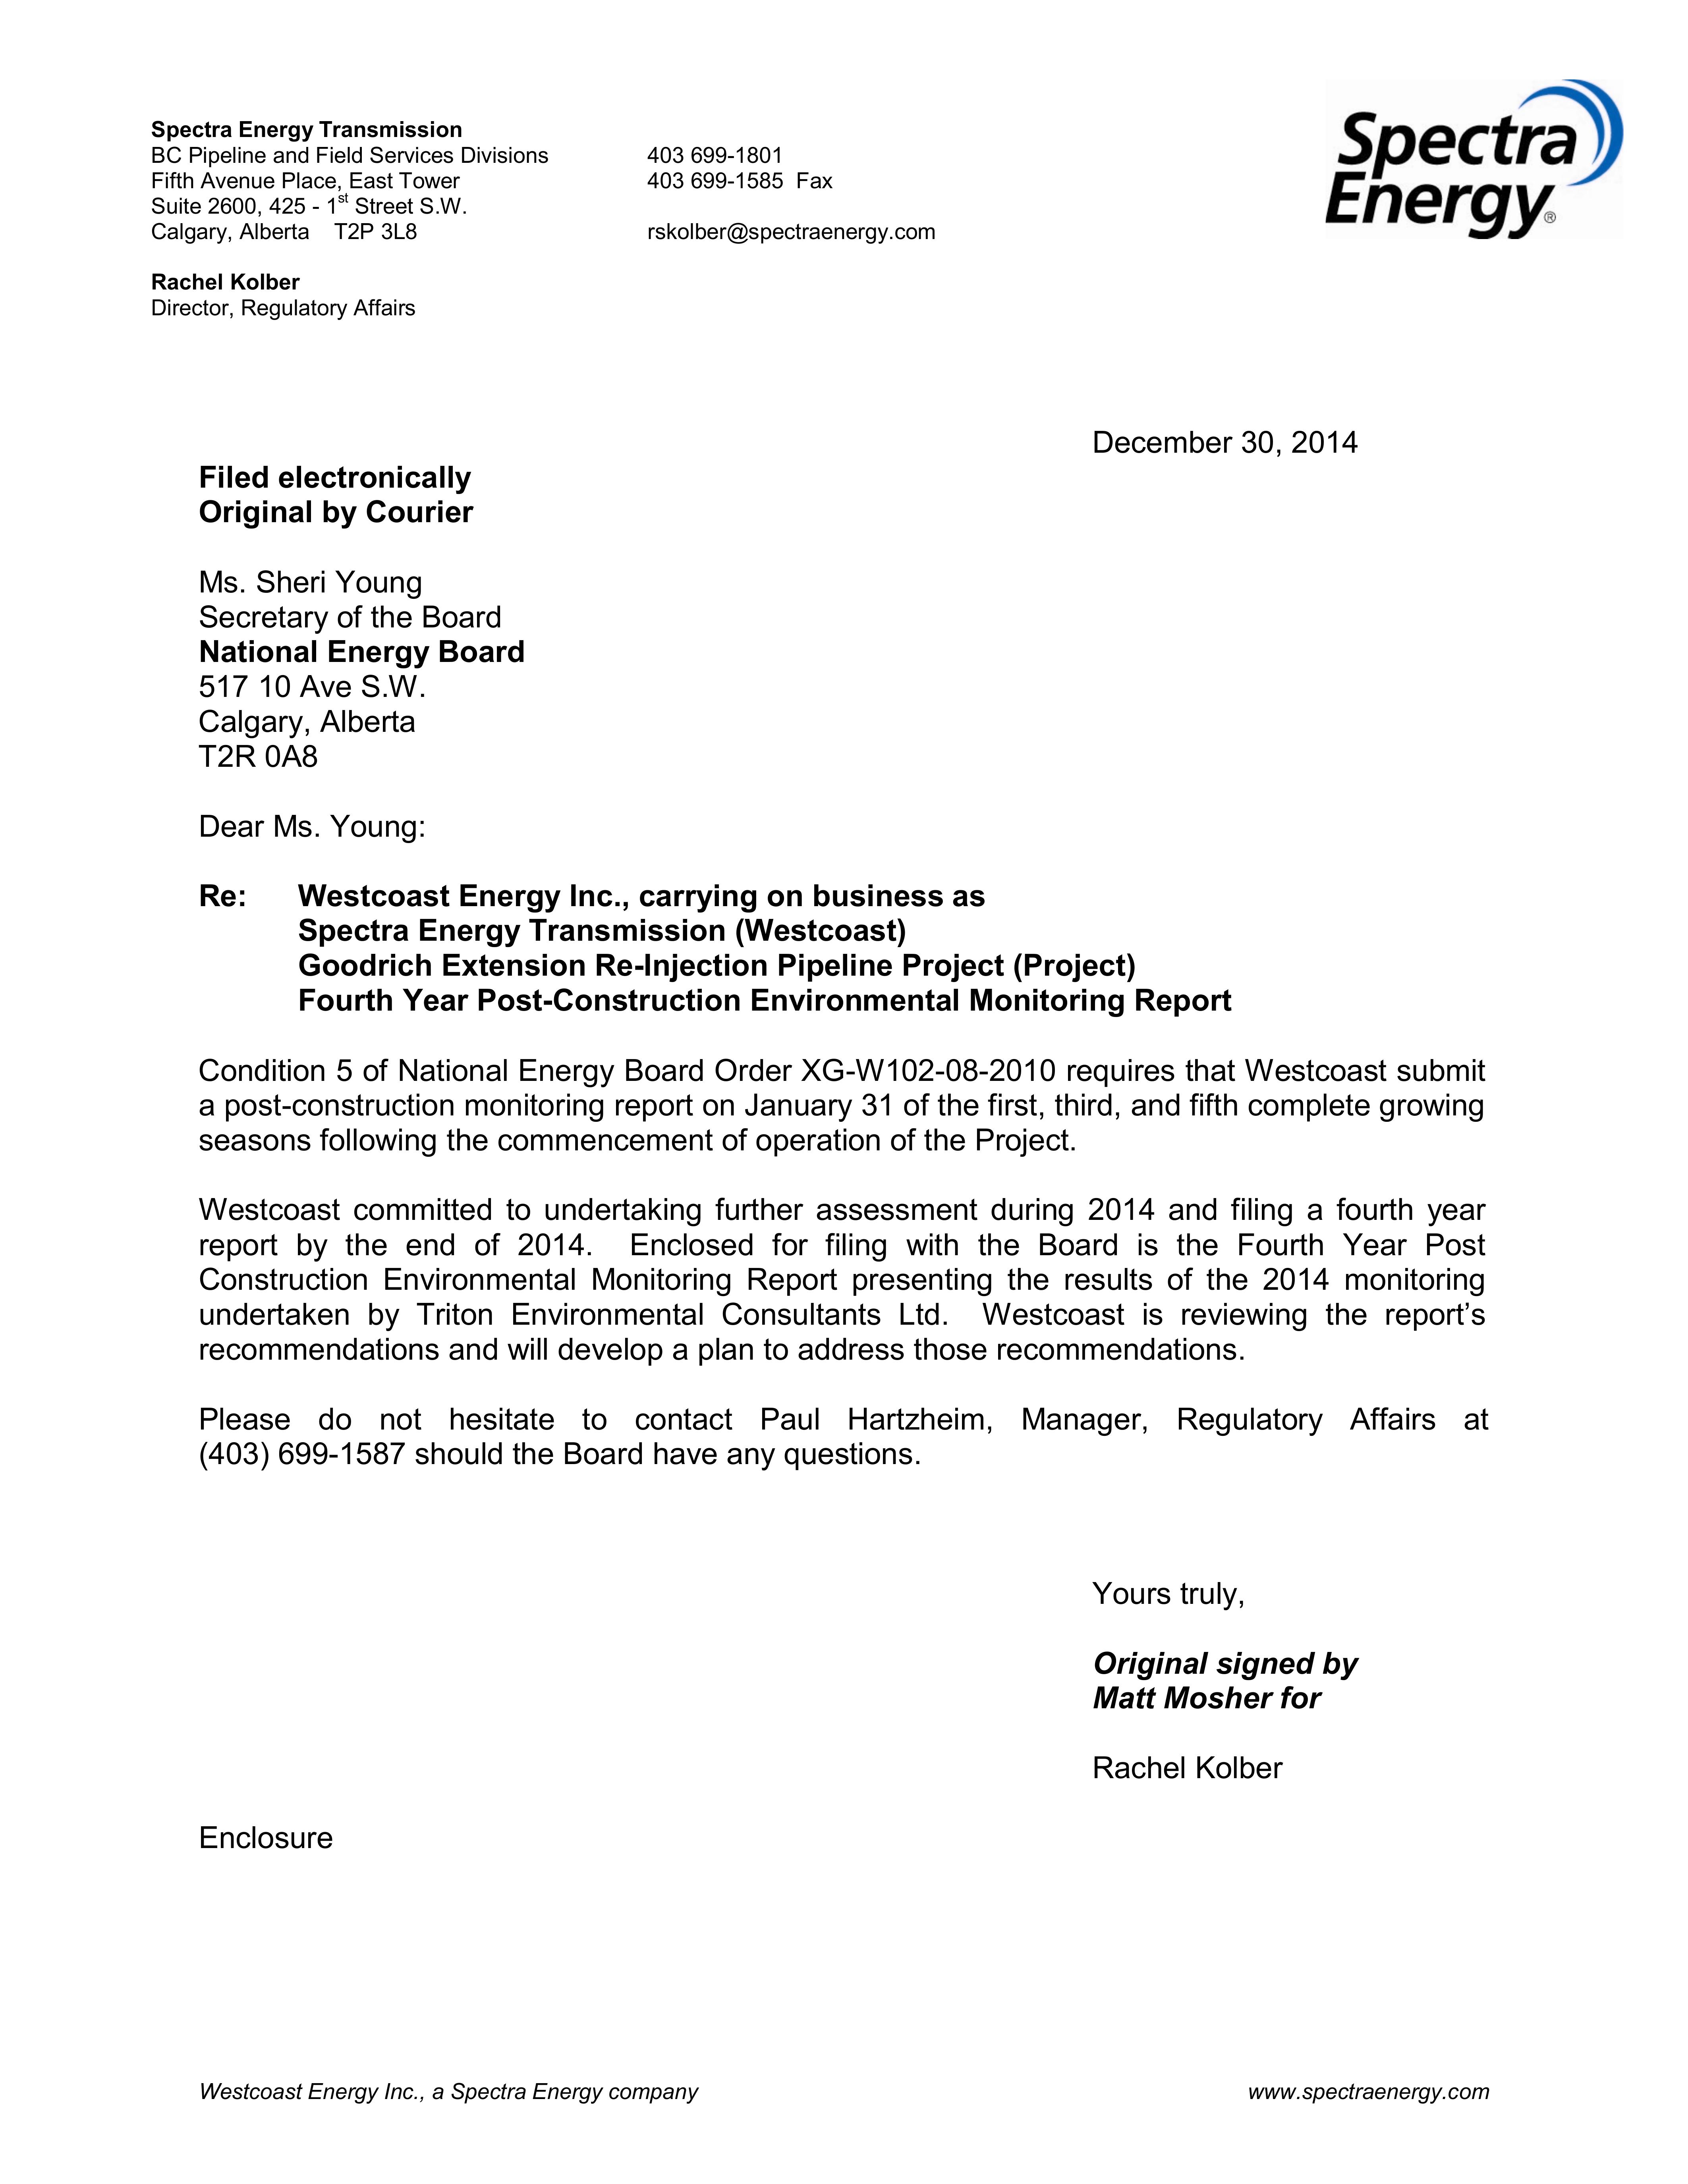 Spectra Energy Transmission
BC Pipeline and Field Services Divisions
Fifth Avenue Place, East Tower
Suite 2600, 425 - 1st Street S.W.
Calgary, Alberta T2P 3L8
403 699-1801
403 699-1585 Fax
rskolber@spectraenergy.com
Spectra
Energy®
Rachel Kolber
Director, Regulatory Affairs
December 30, 2014
Filed electronically
Original by Courier
Ms. Sheri Young
Secretary of the Board
National Energy Board
517 10 Ave S.W.
Calgary, Alberta
T2R 0A8
Dear Ms. Young:
Re: Westcoast Energy Inc., carrying on business as
Spectra Energy Transmission (Westcoast)
Goodrich Extension Re-Injection Pipeline Project (Project)
Fourth Year Post-Construction Environmental Monitoring Report
Condition 5 of National Energy Board Order XG-W102-08-2010 requires that Westcoast submit
a post-construction monitoring report on January 31 of the first, third, and fifth complete growing
seasons following the commencement of operation of the Project.
Westcoast committed to undertaking further assessment during 2014 and filing a fourth year
report by the end of 2014. Enclosed for filing with the Board is the Fourth Year Post
Construction Environmental Monitoring Report presenting the results of the 2014 monitoring
undertaken by Triton Environmental Consultants Ltd. Westcoast is reviewing the report’s
recommendations and will develop a plan to address those recommendations.
Please do not hesitate to contact Paul Hartzheim, Manager, Regulatory Affairs at
(403) 699-1587 should the Board have any questions.
Yours truly,
Original signed by
Matt Mosher for
Rachel Kolber
Enclosure
Westcoast Energy Inc., a Spectra Energy company
www.spectraenergy.com